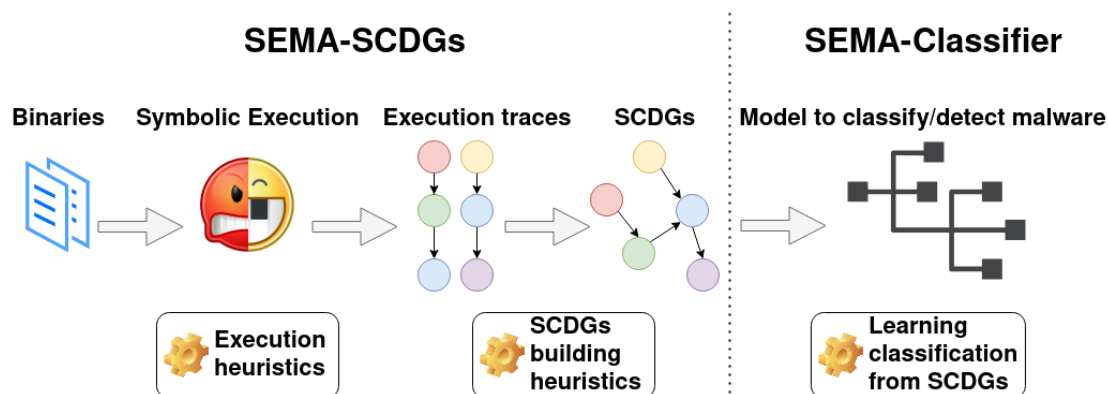 SEMA-SCDGs
SEMA-Classifier
Binaries
Symbolic Execution
Execution traces
SCDGs
Model to classify/detect malware
Execution
heuristics
SCDGs
building
heuristics
Learning
classification
from SCDGs